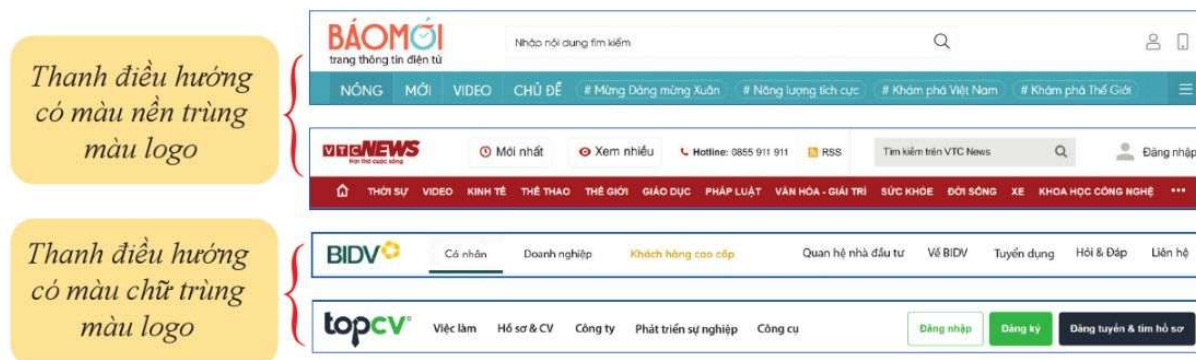 Thanh điều hướng
có màu nền trùng
màu logo
BÁOMỚI
trang thông tin điện tử
Nhập nội dung tìm kiếm
NÓNG MỚI VIDEO CHỦ ĐỀ # Mừng Đảng mừng Xuân # Năng lượng tích cực # Khám phá Việt Nam # Khám phá Thế Giới
VTC NEWS
Hơi thở cuộc sống
Mới nhất Xem nhiều Hotline: 0855 911 911 RSS Tìm kiếm trên VTC News Đăng nhập
THỜI SỰ VIDEO KINH TẾ THỂ THAO THẾ GIỚI GIÁO DỤC PHÁP LUẬT VĂN HÓA - GIẢI TRÍ SỨC KHỎE ĐỜI SỐNG XE KHOA HỌC CÔNG NGHỆ
Thanh điều hướng
có màu chữ trùng
màu logo
BIDV Cá nhân Doanh nghiệp Khách hàng cao cấp Quan hệ nhà đầu tư Về BIDV Tuyển dụng Hỏi & Đáp Liên hệ
topcv Việc làm Hồ sơ & CV Công ty Phát triển sự nghiệp Công cụ Đăng nhập Đăng ký Đăng tuyển & tìm hồ sơ